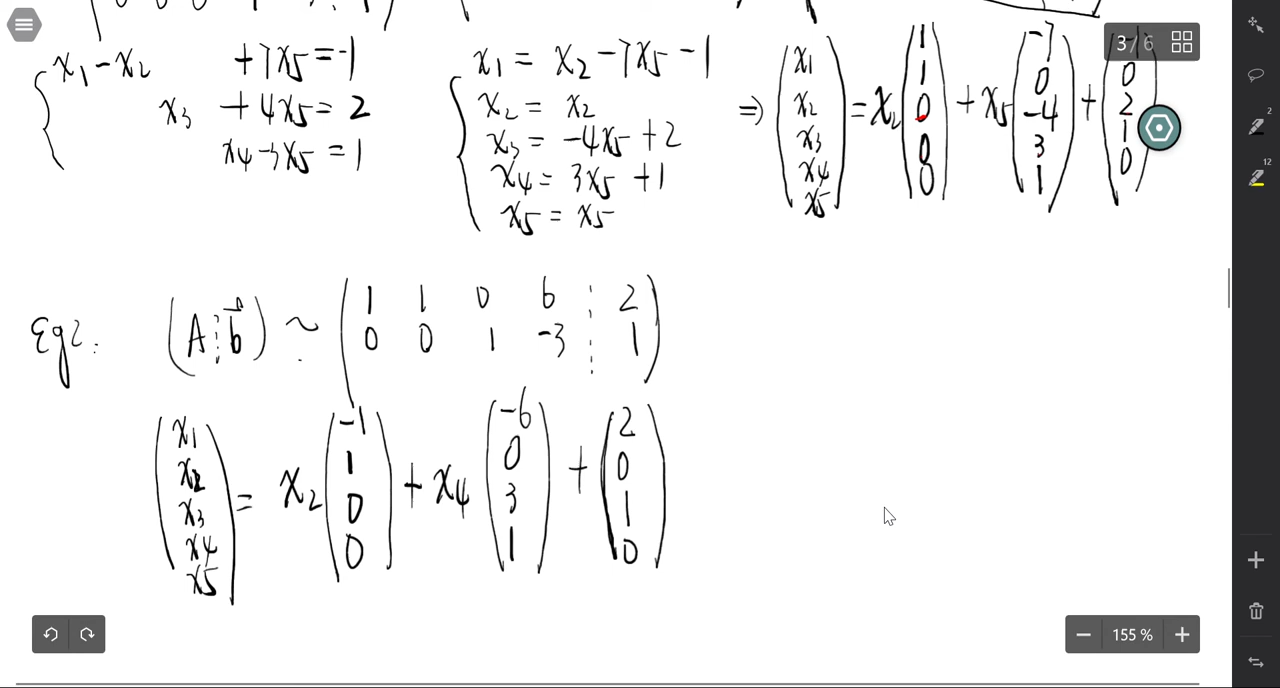 x1 - x2 + 7x5 = -1
x3 + 4x5 = 2
x4 - 3x5 = 1
x1 = x2 - 7x5 - 1
x2 = x2
x3 = -4x5 + 2
x4 = 3x5 + 1
x5 = x5
⇒ (x1 x2 x3 x4 x5) = x2 (1 1 0 0 0) + x5 (-7 0 -4 3 1) + (-1 0 2 1 0)
3 / 6
Eg2: (A ⋮ b⃗) ~ (1 1 0 6 ⋮ 2
0 0 1 -3 ⋮ 1)
(x1 x2 x3 x4 x5) = x2 (-1 1 0 0) + x4 (-6 0 3 1) + (2 0 1 0)
2
12
− 155 % +